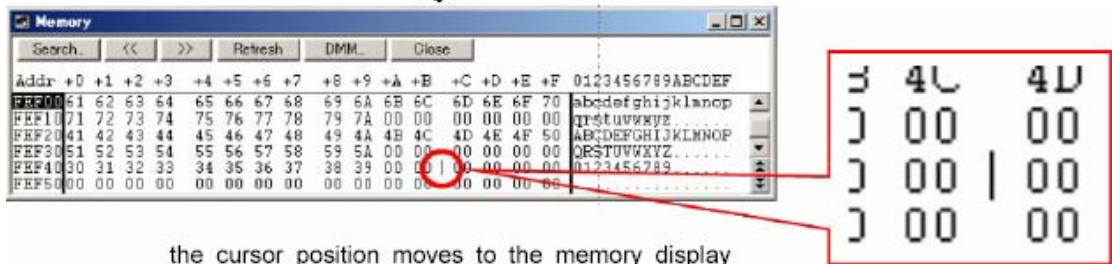 Memory
Search.. << >> Refresh DMM.. Close
Addr +0 +1 +2 +3 +4 +5 +6 +7 +8 +9 +A +B +C +D +E +F 0123456789ABCDEF
FEF00 61 62 63 64 65 66 67 68 69 6A 6B 6C 6D 6E 6F 70 abcdefghijklmnop
FEF10 71 72 73 74 75 76 77 78 79 7A 00 00 00 00 00 00 qrstuvwxyz......
FEF20 41 42 43 44 45 46 47 48 49 4A 4B 4C 4D 4E 4F 50 ABCDEFGHIJKLMNOP
FEF30 51 52 53 54 55 56 57 58 59 5A 00 00 00 00 00 00 QRSTUVWXYZ......
FEF40 30 31 32 33 34 35 36 37 38 39 00 00 00 00 00 00 0123456789......
FEF50 00 00 00 00 00 00 00 00 00 00 00 00 00 00 00 00 ................
4C 4D
00 00
00 00
00 00
the cursor position moves to the memory display